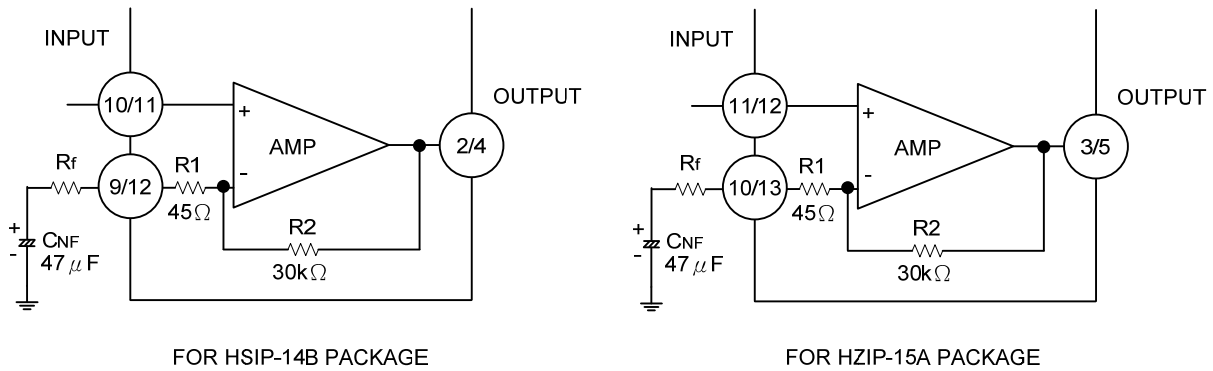 INPUT
10/11
+
AMP
OUTPUT
2/4
Rf
9/12
R1
-
45Ω
+
CNF
-
47μF
R2
30kΩ
FOR HSIP-14B PACKAGE
INPUT
11/12
+
AMP
OUTPUT
3/5
Rf
10/13
R1
-
45Ω
+
CNF
-
47μF
R2
30kΩ
FOR HZIP-15A PACKAGE